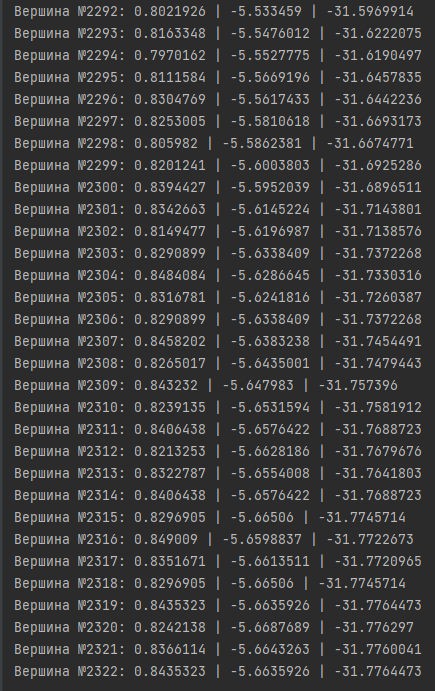 Вершина №2292: 0.8021926 | -5.533459 | -31.5969914
Вершина №2293: 0.8163348 | -5.5476012 | -31.6222075
Вершина №2294: 0.7970162 | -5.5527775 | -31.6190497
Вершина №2295: 0.8111584 | -5.5669196 | -31.6457835
Вершина №2296: 0.8304769 | -5.5617433 | -31.6442236
Вершина №2297: 0.8253005 | -5.5810618 | -31.6693173
Вершина №2298: 0.805982 | -5.5862381 | -31.6674771
Вершина №2299: 0.8201241 | -5.6003803 | -31.6925286
Вершина №2300: 0.8394427 | -5.5952039 | -31.6896511
Вершина №2301: 0.8342663 | -5.6145224 | -31.7143801
Вершина №2302: 0.8149477 | -5.6196987 | -31.7138576
Вершина №2303: 0.8290899 | -5.6338409 | -31.7372268
Вершина №2304: 0.8484084 | -5.6286645 | -31.7330316
Вершина №2305: 0.8316781 | -5.6241816 | -31.7260387
Вершина №2306: 0.8290899 | -5.6338409 | -31.7372268
Вершина №2307: 0.8458202 | -5.6383238 | -31.7454491
Вершина №2308: 0.8265017 | -5.6435001 | -31.7479443
Вершина №2309: 0.843232 | -5.647983 | -31.757396
Вершина №2310: 0.8239135 | -5.6531594 | -31.7581912
Вершина №2311: 0.8406438 | -5.6576422 | -31.7688723
Вершина №2312: 0.8213253 | -5.6628186 | -31.7679676
Вершина №2313: 0.8322787 | -5.6554008 | -31.7641803
Вершина №2314: 0.8406438 | -5.6576422 | -31.7688723
Вершина №2315: 0.8296905 | -5.66506 | -31.7745714
Вершина №2316: 0.849009 | -5.6598837 | -31.7722673
Вершина №2317: 0.8351671 | -5.6613511 | -31.7720965
Вершина №2318: 0.8296905 | -5.66506 | -31.7745714
Вершина №2319: 0.8435323 | -5.6635926 | -31.7764473
Вершина №2320: 0.8242138 | -5.6687689 | -31.776297
Вершина №2321: 0.8366114 | -5.6643263 | -31.7760041
Вершина №2322: 0.8435323 | -5.6635926 | -31.7764473